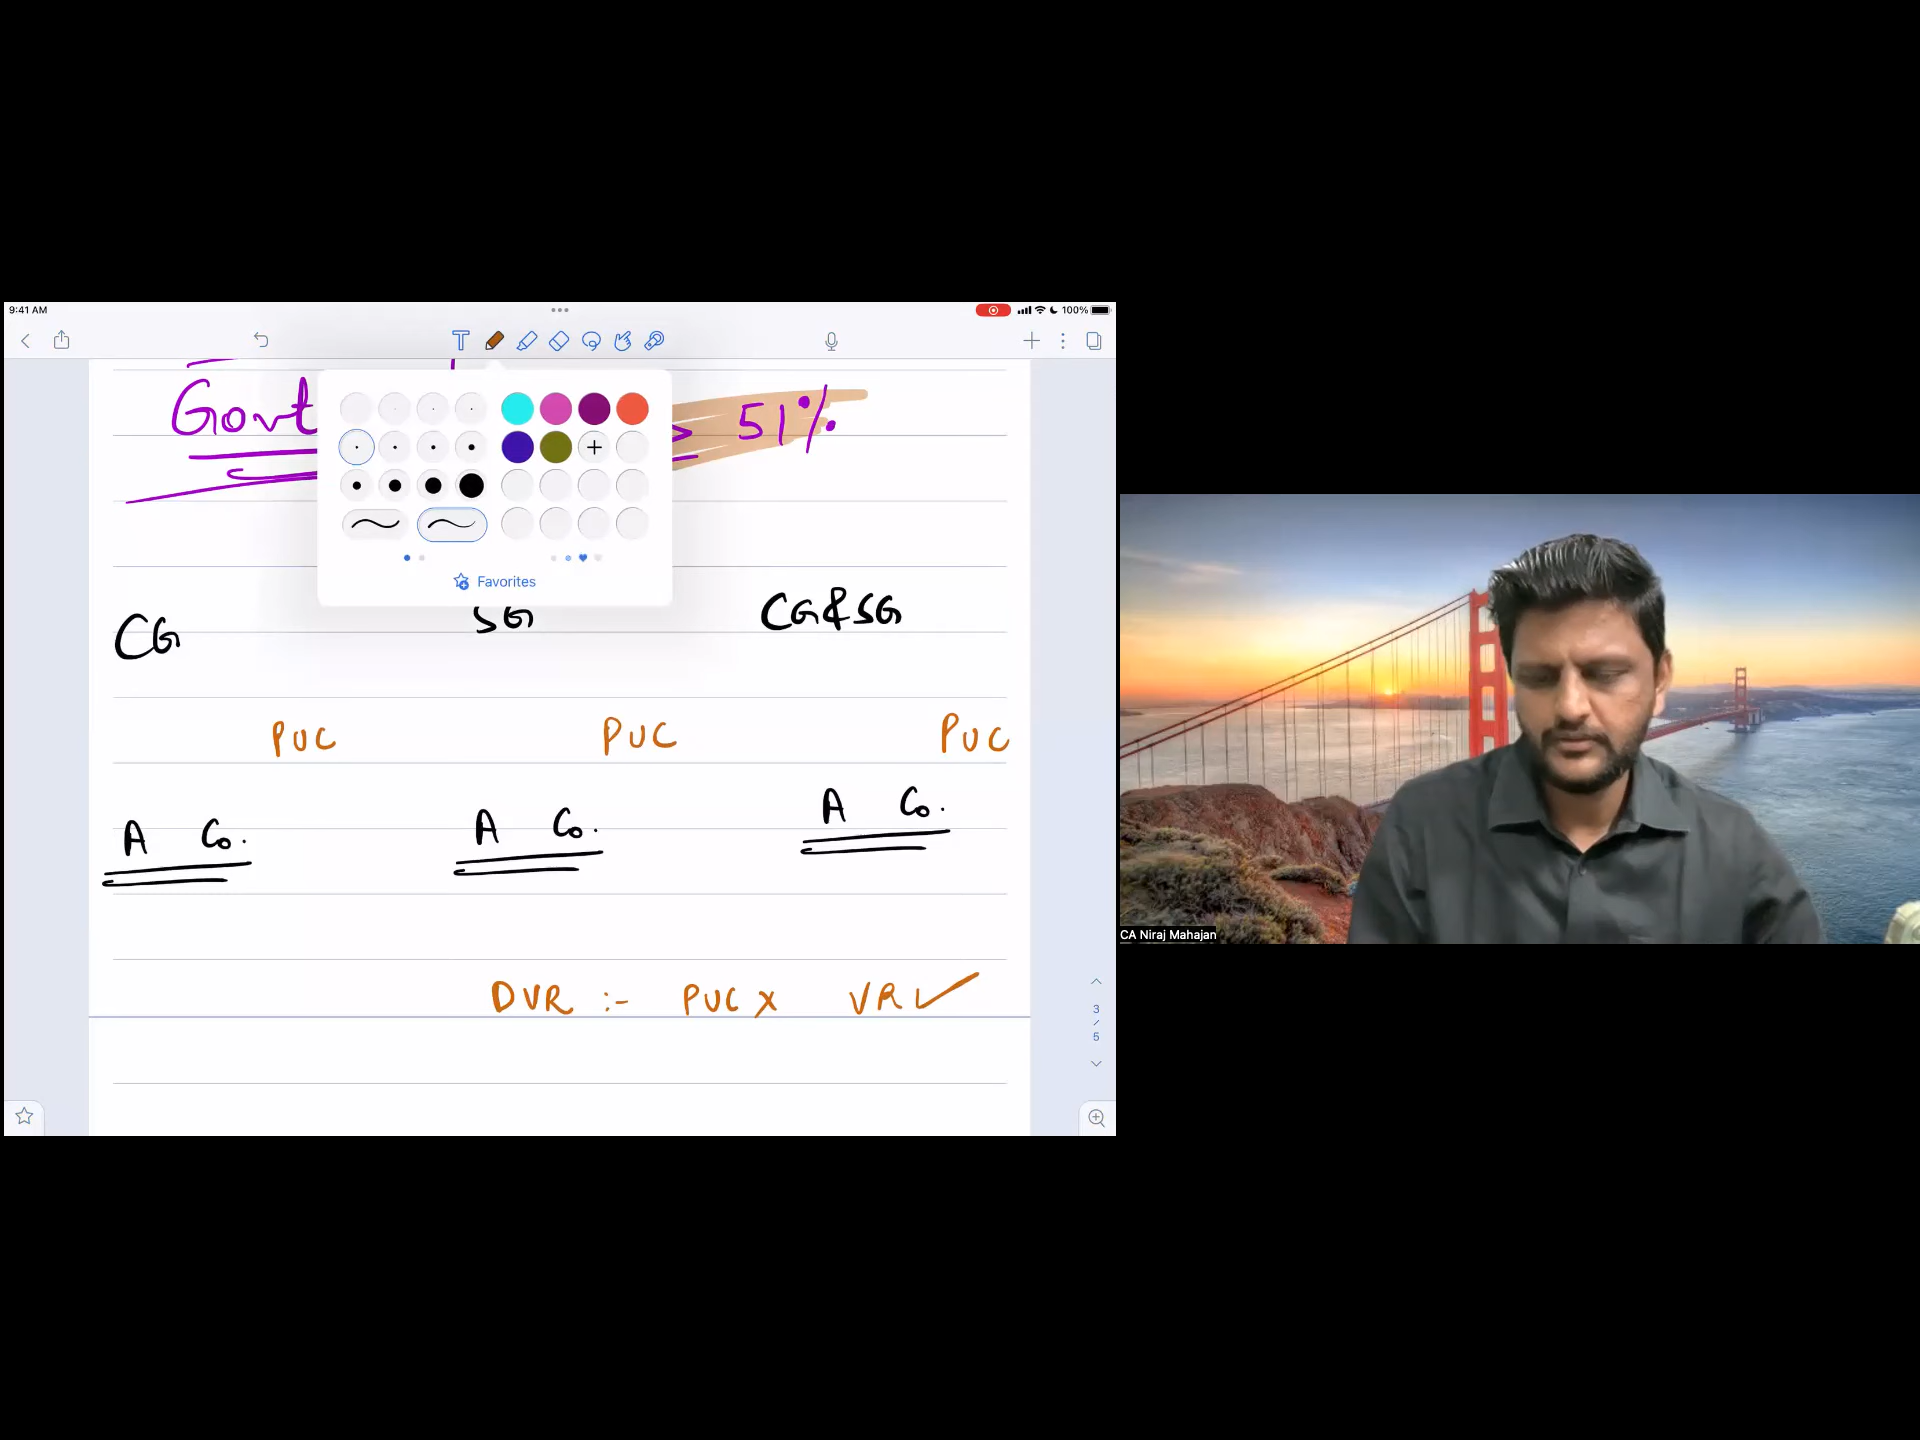 9:41 AM
100%
T
Govt
≥ 51%
Favorites
CG
SG
CG&SG
PUC
PUC
PUC
A Co.
A Co.
A Co.
DVR :- PUC x VR ✓
3
/
5
CA Niraj Mahajan